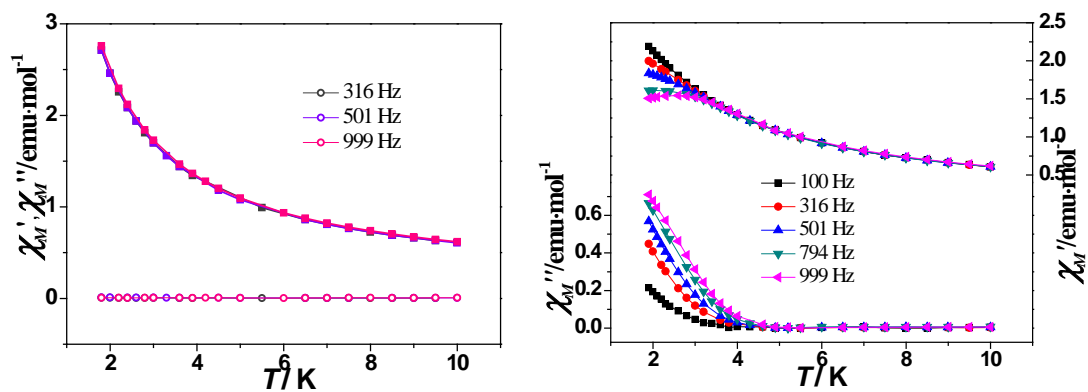 3
2
1
0
χM',χM''/emu·mol-1
316 Hz
501 Hz
999 Hz
2
4
6
8
10
T/ K
2.5
2.0
1.5
1.0
0.5
χM'/emu·mol-1
0.6
0.4
0.2
0.0
χM''/emu·mol-1
100 Hz
316 Hz
501 Hz
794 Hz
999 Hz
2
4
6
8
10
T/ K